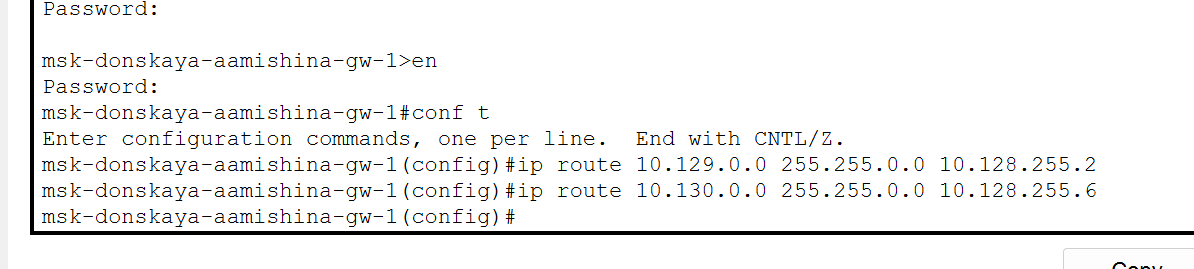 Password:
msk-donskaya-aamishina-gw-1>en
Password:
msk-donskaya-aamishina-gw-1#conf t
Enter configuration commands, one per line.  End with CNTL/Z.
msk-donskaya-aamishina-gw-1(config)#ip route 10.129.0.0 255.255.0.0 10.128.255.2
msk-donskaya-aamishina-gw-1(config)#ip route 10.130.0.0 255.255.0.0 10.128.255.6
msk-donskaya-aamishina-gw-1(config)#
Copy